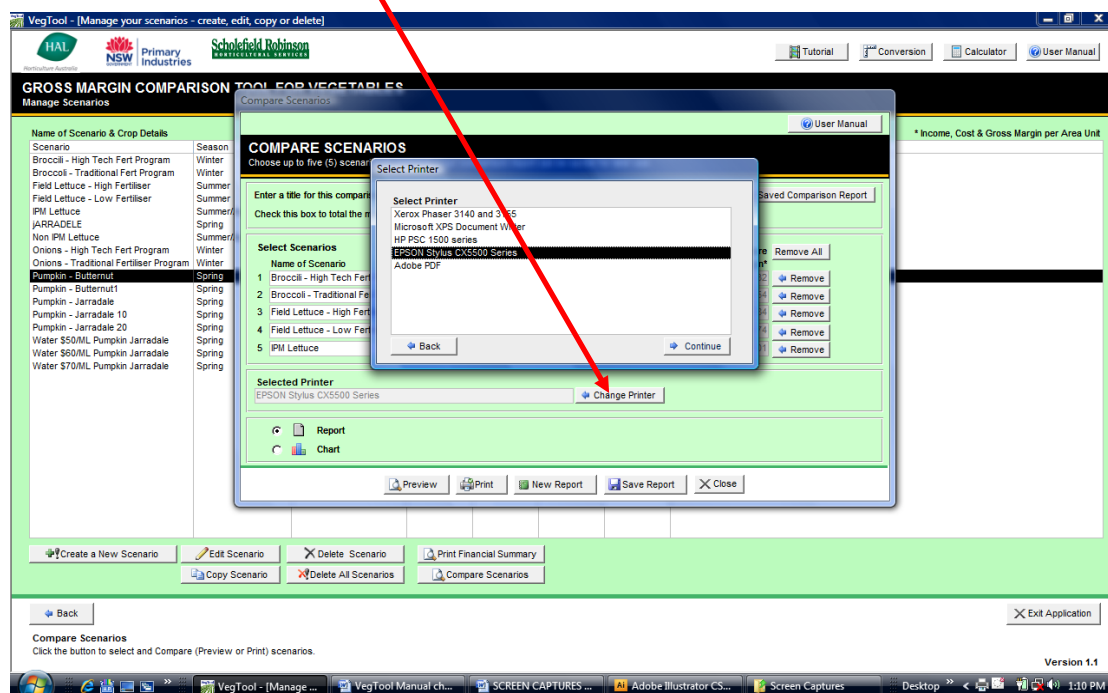 VegTool - [Manage your scenarios - create, edit, copy or delete]
HAL
Horticulture Australia
NSW
GOVERNMENT
Primary Industries
Scholefield Robinson
HORTICULTURAL SERVICES
Tutorial
Conversion
Calculator
User Manual
GROSS MARGIN COMPARISON TOOL FOR VEGETABLES
Manage Scenarios
Name of Scenario & Crop Details
* Income, Cost & Gross Margin per Area Unit
Scenario Season
Broccili - High Tech Fert Program Winter
Broccoli - Traditional Fert Program Winter
Field Lettuce - High Fertiliser Summer
Field Lettuce - Low Fertiliser Summer
IPM Lettuce Summer/
jARRADELE Spring
Non IPM Lettuce Summer/
Onions - High Tech Fert Program Winter
Onions - Traditional Fertiliser Program Winter
Pumpkin - Butternut Spring
Pumpkin - Butternut1 Spring
Pumpkin - Jarradale Spring
Pumpkin - Jarradale 10 Spring
Pumpkin - Jarradale 20 Spring
Water $50/ML Pumpkin Jarradale Spring
Water $60/ML Pumpkin Jarradale Spring
Water $70/ML Pumpkin Jarradale Spring
Compare Scenarios
User Manual
COMPARE SCENARIOS
Choose up to five (5) scenar
Enter a title for this compari
Saved Comparison Report
Check this box to total the m
Select Scenarios
Name of Scenario
re
n*
Remove All
1 Broccili - High Tech Fert Remove
2 Broccoli - Traditional Fe Remove
3 Field Lettuce - High Fert Remove
4 Field Lettuce - Low Fert Remove
5 IPM Lettuce Remove
Select Printer
Select Printer
Xerox Phaser 3140 and 3155
Microsoft XPS Document Writer
HP PSC 1500 series
EPSON Stylus CX5500 Series
Adobe PDF
Back
Continue
Selected Printer
EPSON Stylus CX5500 Series
Change Printer
Report
Chart
Preview
Print
New Report
Save Report
Close
Create a New Scenario
Edit Scenario
Delete Scenario
Print Financial Summary
Copy Scenario
Delete All Scenarios
Compare Scenarios
Back
Exit Application
Compare Scenarios
Click the button to select and Compare (Preview or Print) scenarios.
Version 1.1
VegTool - [Manage ...
VegTool Manual ch...
SCREEN CAPTURES ...
Adobe Illustrator CS...
Screen Captures
Desktop
1:10 PM